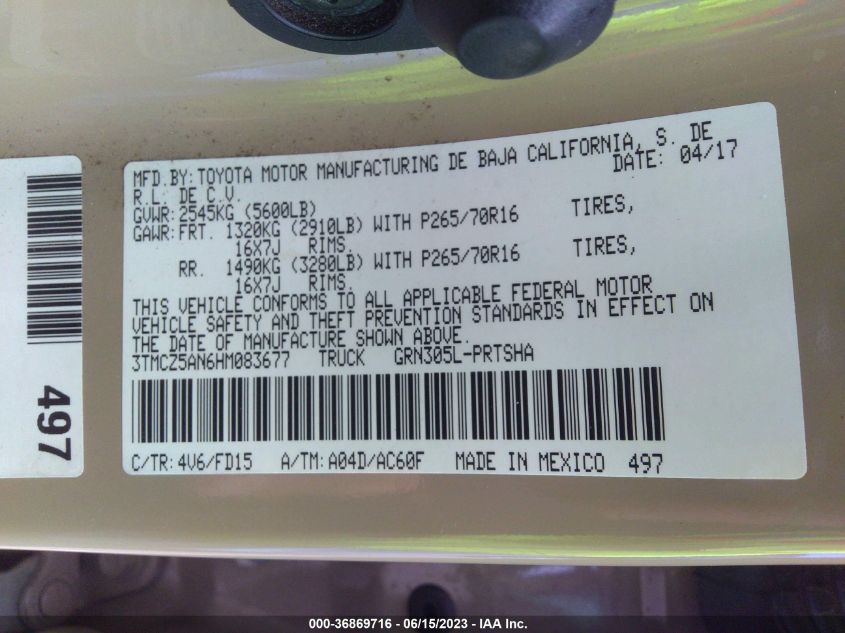 MFD.BY:TOYOTA MOTOR MANUFACTURING DE BAJA CALIFORNIA, S. DE
R.L. DE C.V. DATE: 04/17
GVWR:2545KG (5600LB)
GAWR:FRT. 1320KG (2910LB) WITH P265/70R16 TIRES,
16X7J RIMS.
RR. 1490KG (3280LB) WITH P265/70R16 TIRES,
16X7J RIMS.
THIS VEHICLE CONFORMS TO ALL APPLICABLE FEDERAL MOTOR
VEHICLE SAFETY AND THEFT PREVENTION STANDARDS IN EFFECT ON
THE DATE OF MANUFACTURE SHOWN ABOVE.
3TMCZ5AN6HM083677 TRUCK GRN305L-PRTSHA
C/TR:4V6/FD15 A/TM:A04D/AC60F MADE IN MEXICO 497
497
000-36869716 - 06/15/2023 - IAA Inc.